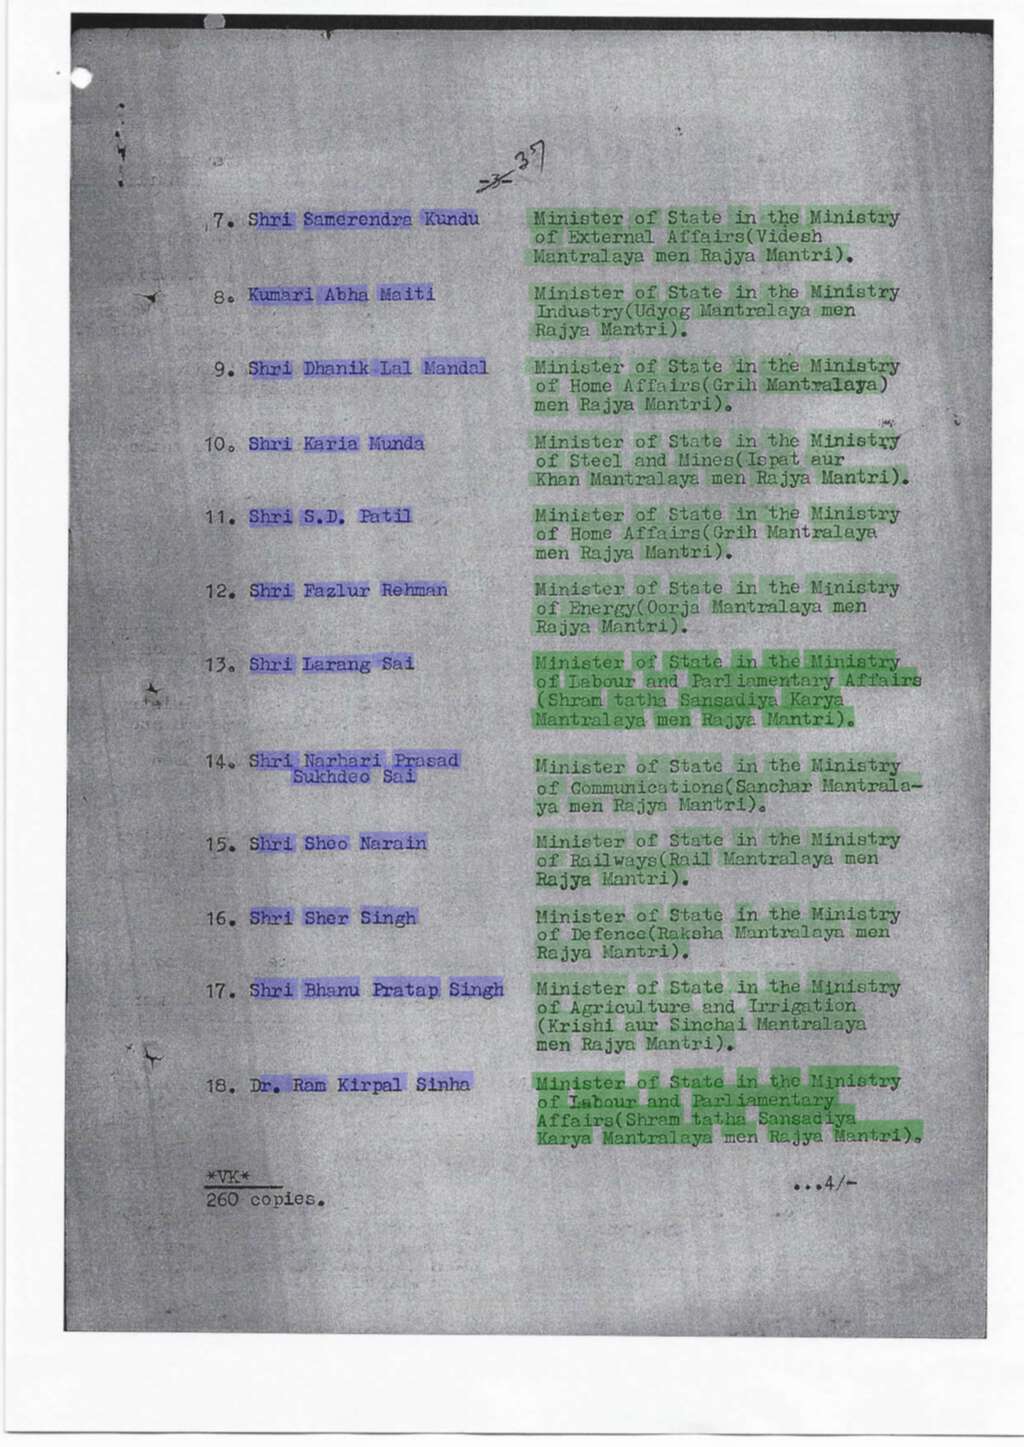 -3- 37
7. Shri Samerendra Kundu Minister of State in the Ministry
of External Affairs(Videsh
Mantralaya men Rajya Mantri).
8. Kumari Abha Maiti Minister of State in the Ministry
Industry(Udyog Mantralaya men
Rajya Mantri).
9. Shri Dhanik Lal Mandal Minister of State in the Ministry
of Home Affairs(Grih Mantralaya)
men Rajya Mantri).
10. Shri Karia Munda Minister of State in the Ministry
of Steel and Mines(Ispat aur
Khan Mantralaya men Rajya Mantri).
11. Shri S.D. Patil Minister of State in the Ministry
of Home Affairs(Grih Mantralaya
men Rajya Mantri).
12. Shri Fazlur Rehman Minister of State in the Ministry
of Energy(Oorja Mantralaya men
Rajya Mantri).
13. Shri Larang Sai Minister of State in the Ministry
of Labour and Parliamentary Affairs
(Shram tatha Sansadiya Karya
Mantralaya men Rajya Mantri).
14. Shri Narhari Prasad Minister of State in the Ministry
Sukhdeo Sai of Communications(Sanchar Mantrala-
ya men Rajya Mantri).
15. Shri Sheo Narain Minister of State in the Ministry
of Railways(Rail Mantralaya men
Rajya Mantri).
16. Shri Sher Singh Minister of State in the Ministry
of Defence(Raksha Mantralaya men
Rajya Mantri).
17. Shri Bhanu Pratap Singh Minister of State in the Ministry
of Agriculture and Irrigation
(Krishi aur Sinchai Mantralaya
men Rajya Mantri).
18. Dr. Ram Kirpal Sinha Minister of State in the Ministry
of Labour and Parliamentary
Affairs(Shram tatha Sansadiya
Karya Mantralaya men Rajya Mantri).
*VK* ...4/-
260 copies.